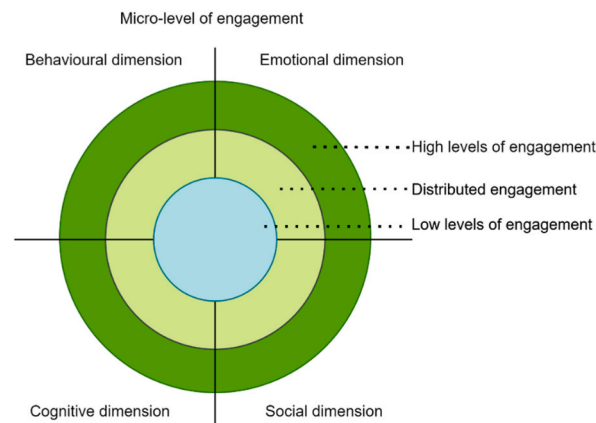 Micro-level of engagement
Behavioural dimension
Emotional dimension
High levels of engagement
Distributed engagement
Low levels of engagement
Cognitive dimension
Social dimension